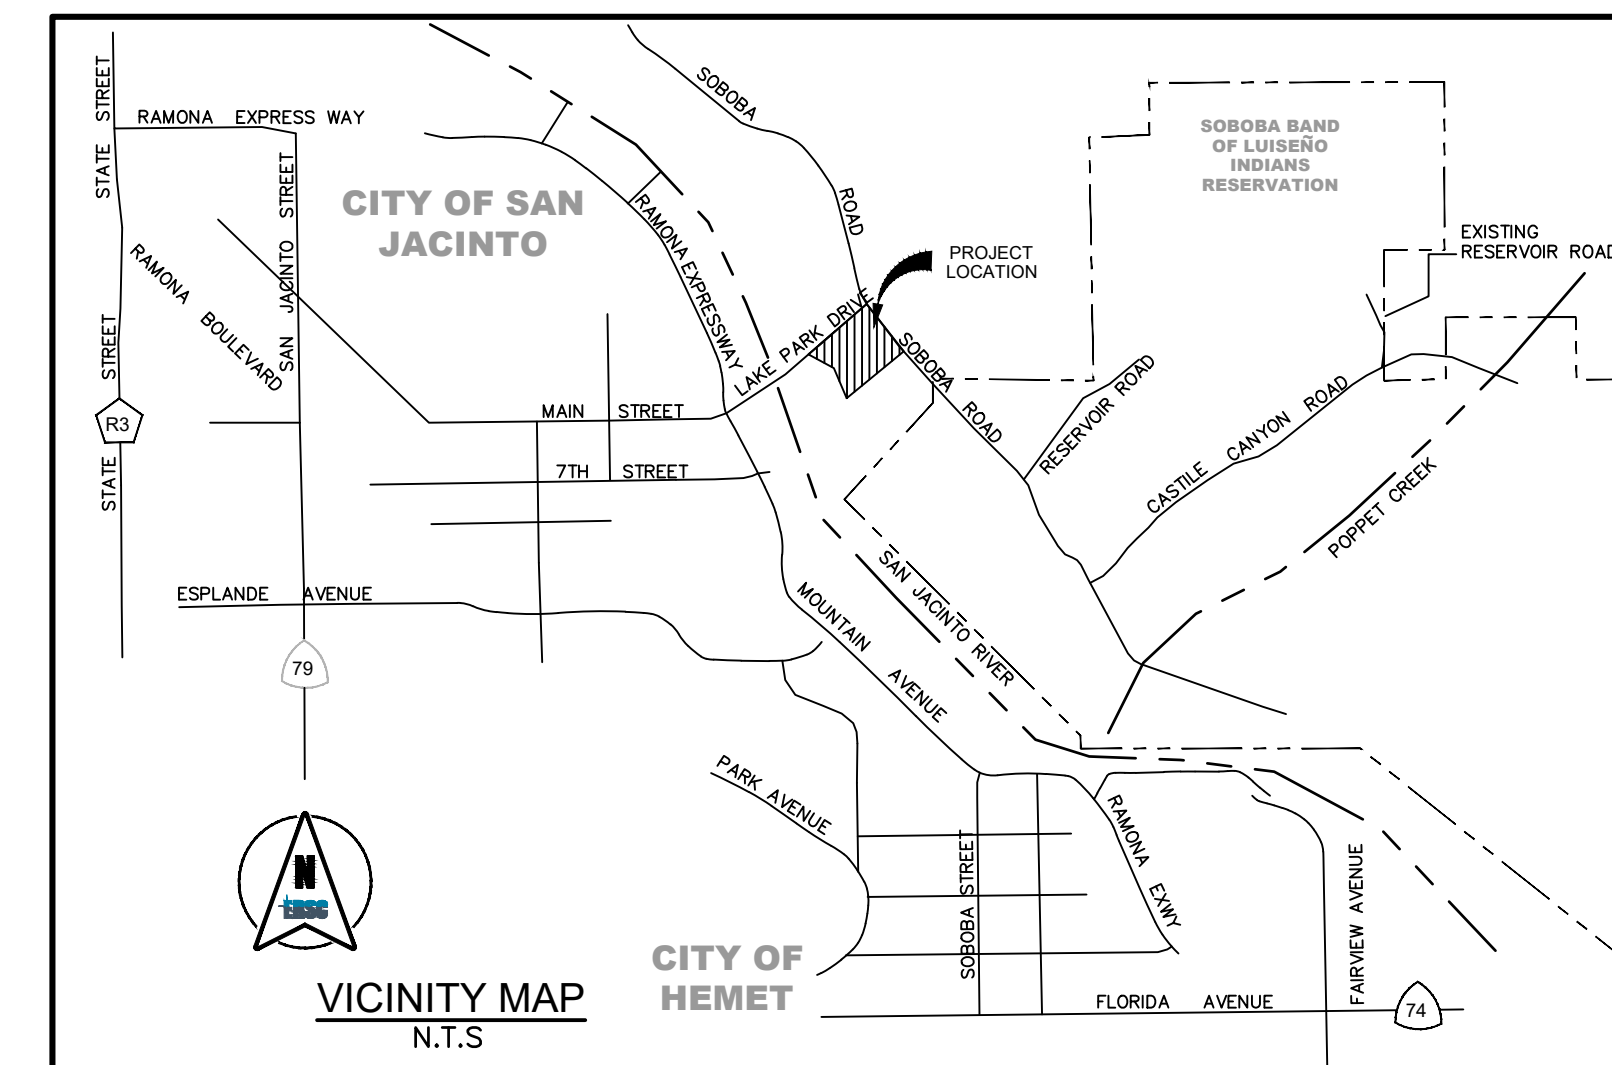 STATE STREET
RAMONA EXPRESS WAY
SAN JACINTO STREET
CITY OF SAN
JACINTO
RAMONA BOULEVARD
STATE STREET
R3
STATE
SOBOBA ROAD
RAMONA EXPRESSWAY
PROJECT
LOCATION
LAKE PARK DRIVE
SOBOBA ROAD
SOBOBA BAND
OF LUISEÑO
INDIANS
RESERVATION
EXISTING
RESERVOIR ROAD
RESERVOIR ROAD
CASTILE CANYON ROAD
POPPET CREEK
MAIN STREET
7TH STREET
ESPLANDE AVENUE
79
MOUNTAIN AVENUE
SAN JACINTO RIVER
PARK AVENUE
SOBOBA STREET
RAMONA EXWY
FAIRVIEW AVENUE
CITY OF
HEMET
FLORIDA AVENUE
74
N
ERSC
VICINITY MAP
N.T.S